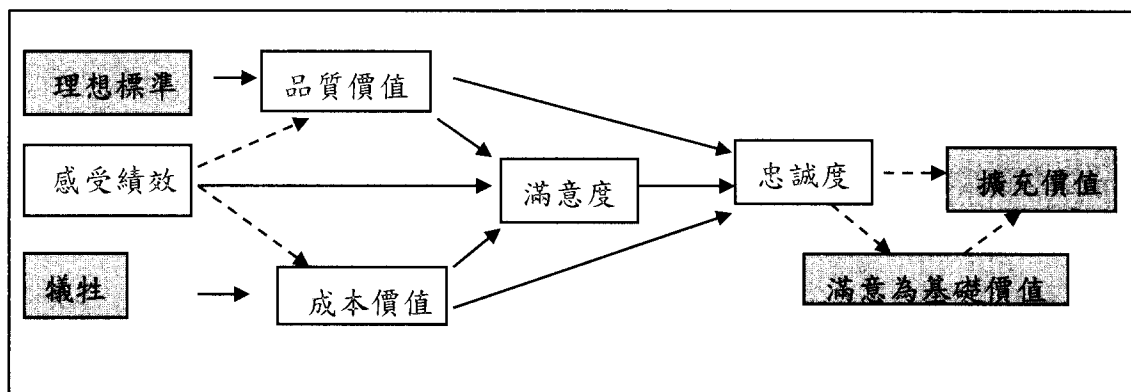 理想標準
品質價值
感受績效
滿意度
忠誠度
擴充價值
犠牲
成本價值
滿意為基礎價值